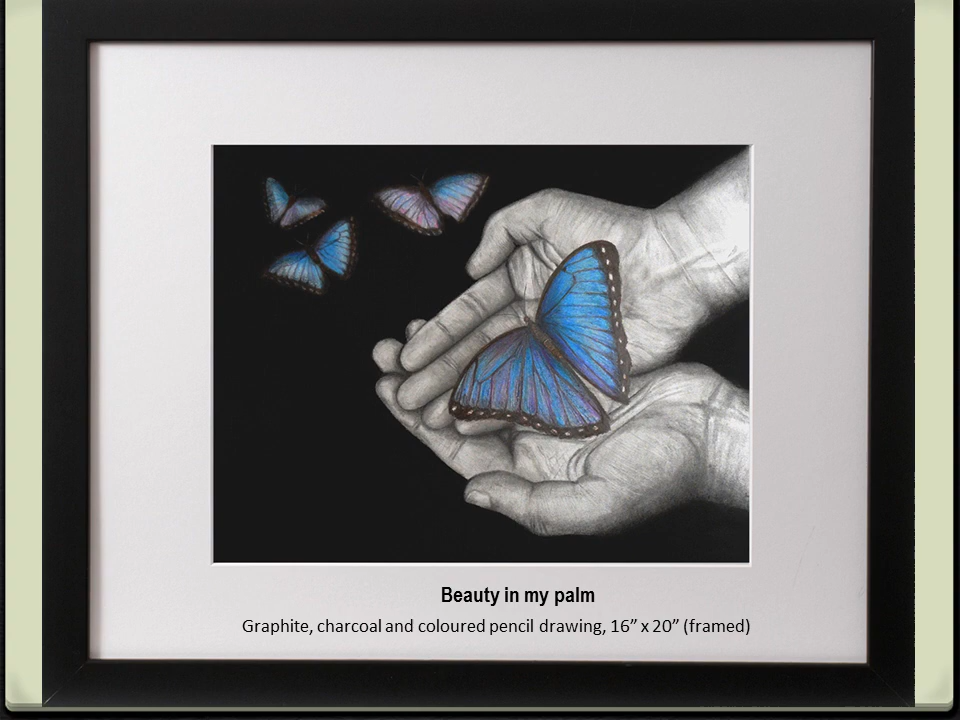 Beauty in my palm
Graphite, charcoal and coloured pencil drawing, 16” x 20” (framed)